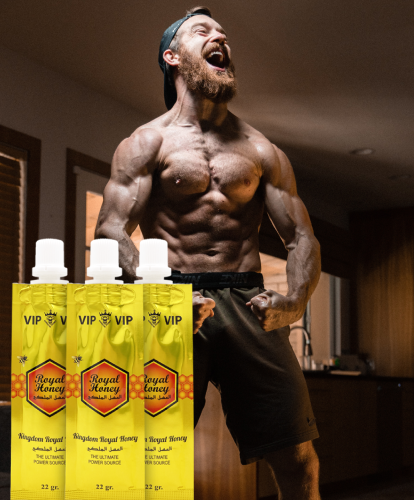 VIP V
Royal
Honey
العسل الملكي
Kingdom Royal
العسل الملكي
THE ULTIMATE
POWER SOURCE
22 gr.
VIP VIP
Royal
Honey
العسل الملكي
Kingdom Royal Honey
العسل الملكي
THE ULTIMATE
POWER SOURCE
22 gr.
VIP
Royal
Honey
العسل الملكي
Royal Honey
العسل الملكي
THE ULTIMATE
POWER SOURCE
22 gr.